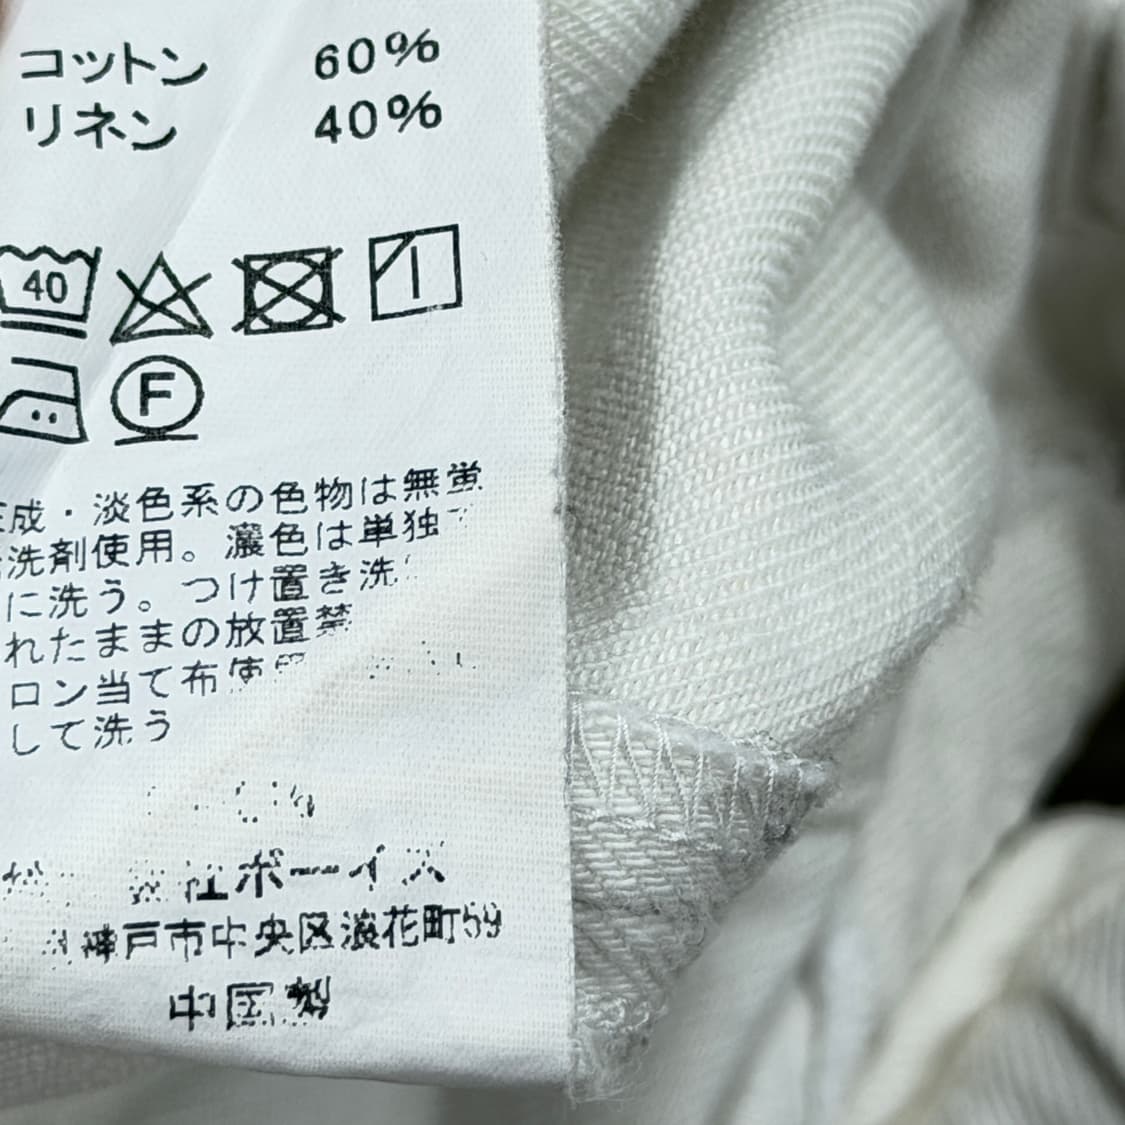 コットン 60%
リネン 40%
40
F
成・淡色系の色物は無蛍
洗剤使用。濃色は単独で
に洗う。つけ置き洗
れたままの放置禁
ロン当て布使用
して洗う
ボーイズ
神戸市中央区浪花町59
中国製